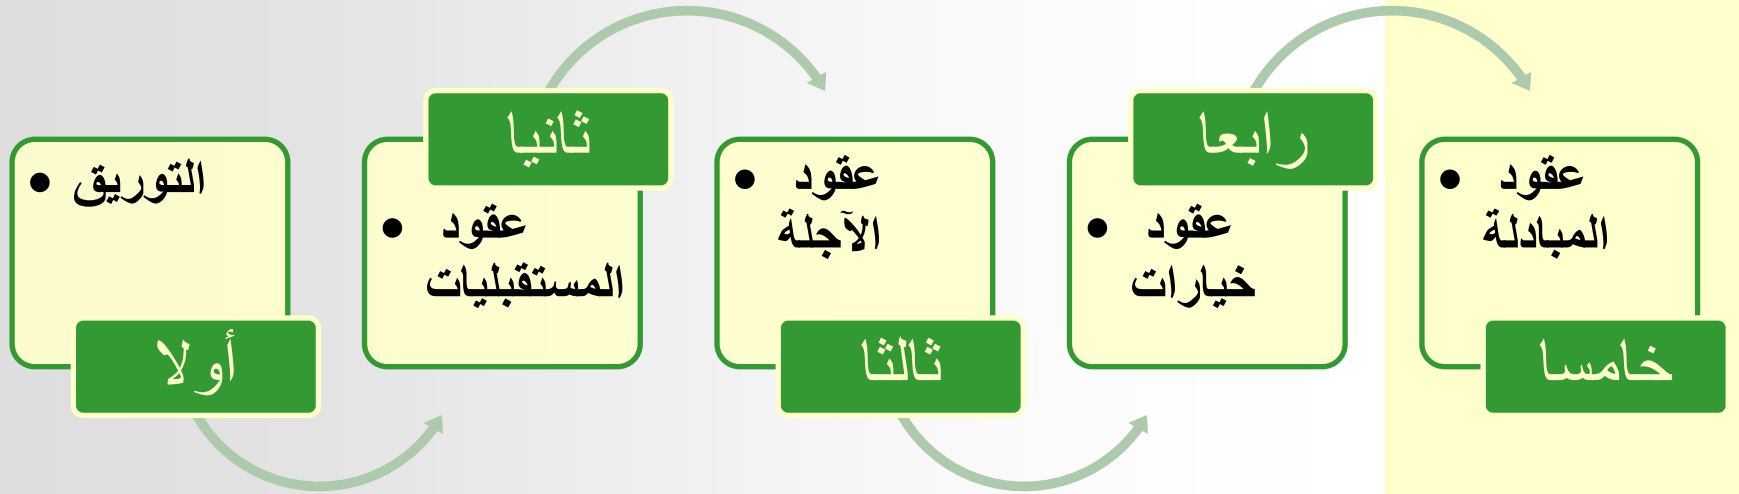 أولا
• التوريق
ثانيا
• عقود
المستقبليات
ثالثا
• عقود
الآجلة
رابعا
• عقود
خيارات
خامسا
• عقود
المبادلة